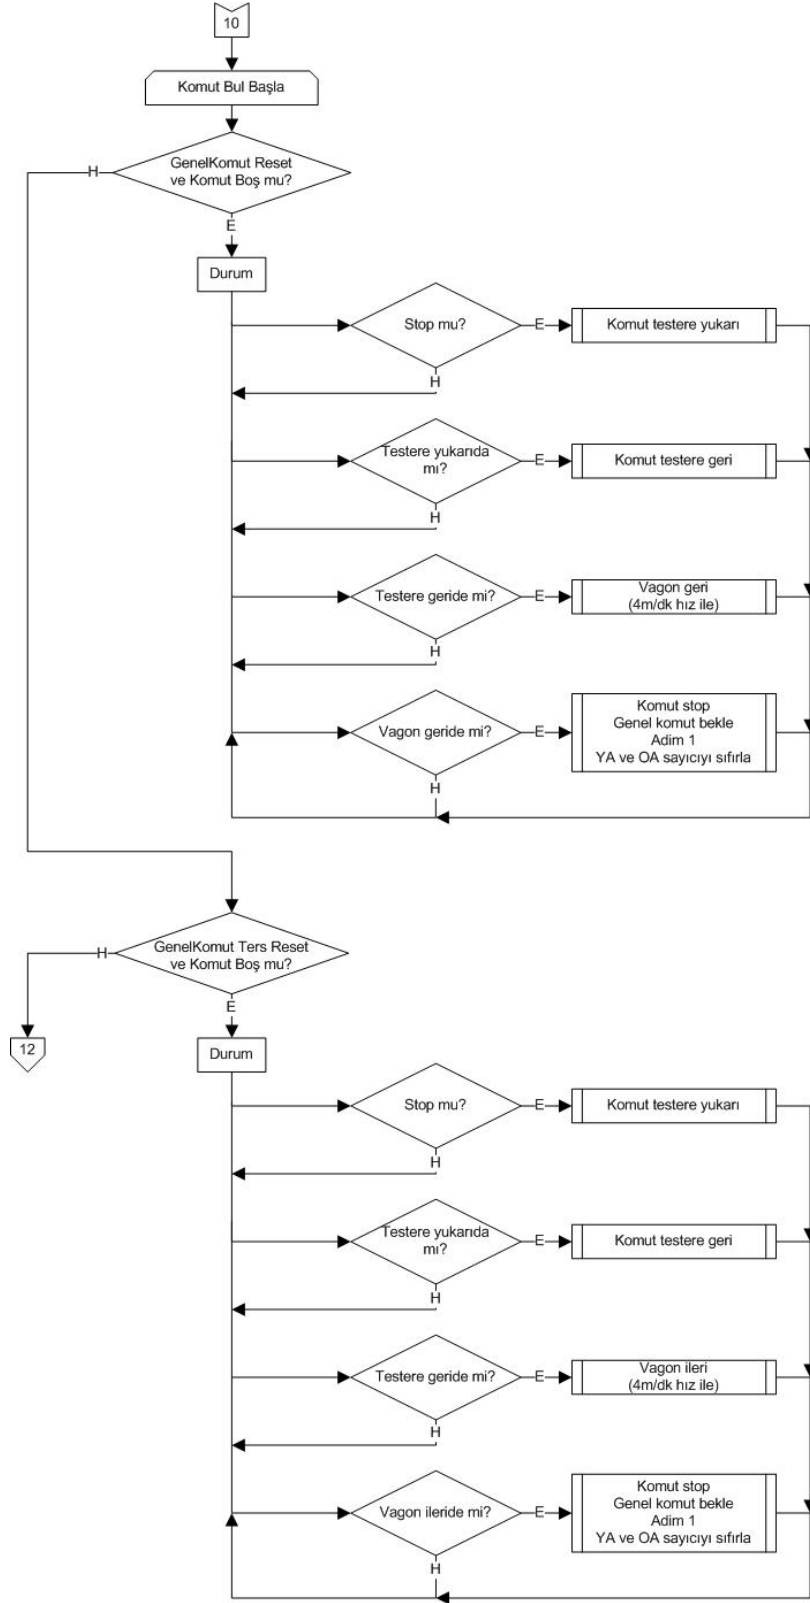 10
Komut Bul Başla
GenelKomut Reset
ve Komut Boş mu?
H
E
Durum
Stop mu?
E
Komut testere yukarı
H
Testere yukarıda
mı?
E
Komut testere geri
H
Testere geride mi?
E
Vagon geri
(4m/dk hız ile)
H
Vagon geride mi?
E
Komut stop
Genel komut bekle
Adim 1
YA ve OA sayıcıyı sıfırla
H
GenelKomut Ters Reset
ve Komut Boş mu?
H
E
12
Durum
Stop mu?
E
Komut testere yukarı
H
Testere yukarıda
mı?
E
Komut testere geri
H
Testere geride mi?
E
Vagon ileri
(4m/dk hız ile)
H
Vagon ileride mi?
E
Komut stop
Genel komut bekle
Adim 1
YA ve OA sayıcıyı sıfırla
H